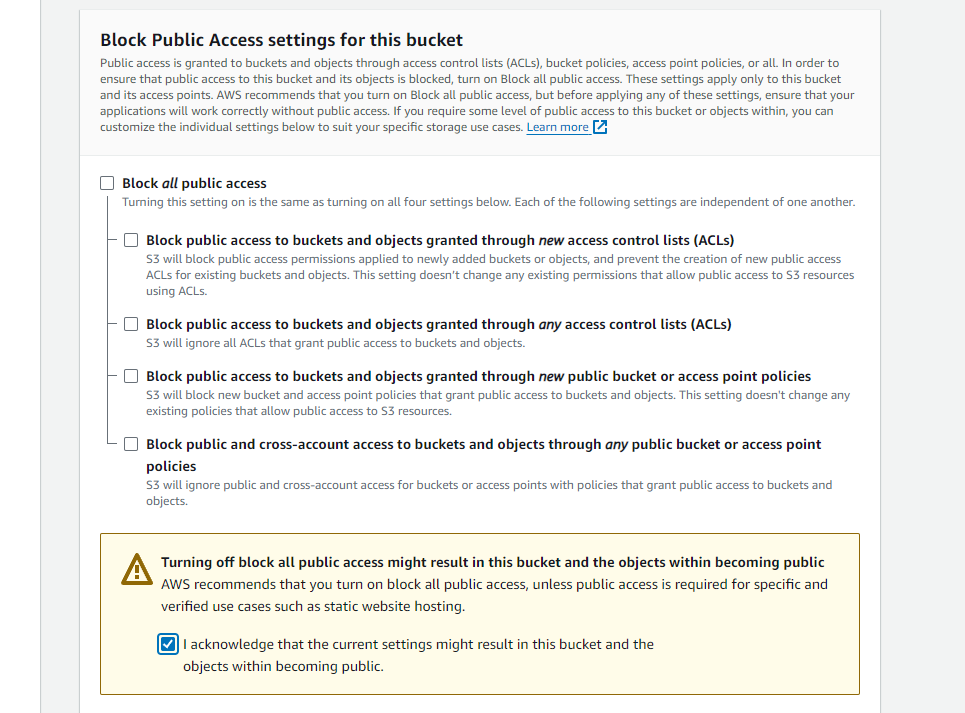 Block Public Access settings for this bucket
Public access is granted to buckets and objects through access control lists (ACLs), bucket policies, access point policies, or all. In order to
ensure that public access to this bucket and its objects is blocked, turn on Block all public access. These settings apply only to this bucket
and its access points. AWS recommends that you turn on Block all public access, but before applying any of these settings, ensure that your
applications will work correctly without public access. If you require some level of public access to this bucket or objects within, you can
customize the individual settings below to suit your specific storage use cases. Learn more
Block all public access
Turning this setting on is the same as turning on all four settings below. Each of the following settings are independent of one another.
Block public access to buckets and objects granted through new access control lists (ACLs)
S3 will block public access permissions applied to newly added buckets or objects, and prevent the creation of new public access
ACLs for existing buckets and objects. This setting doesn't change any existing permissions that allow public access to S3 resources
using ACLs.
Block public access to buckets and objects granted through any access control lists (ACLs)
S3 will ignore all ACLs that grant public access to buckets and objects.
Block public access to buckets and objects granted through new public bucket or access point policies
S3 will block new bucket and access point policies that grant public access to buckets and objects. This setting doesn't change any
existing policies that allow public access to S3 resources.
Block public and cross-account access to buckets and objects through any public bucket or access point
policies
S3 will ignore public and cross-account access for buckets or access points with policies that grant public access to buckets and
objects.
Turning off block all public access might result in this bucket and the objects within becoming public
AWS recommends that you turn on block all public access, unless public access is required for specific and
verified use cases such as static website hosting.
I acknowledge that the current settings might result in this bucket and the
objects within becoming public.